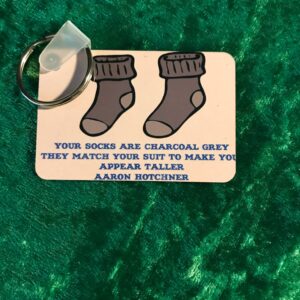 YOUR SOCKS ARE CHARCOAL GREY
THEY MATCH YOUR SUIT TO MAKE YOU
APPEAR TALLER
AARON HOTCHNER